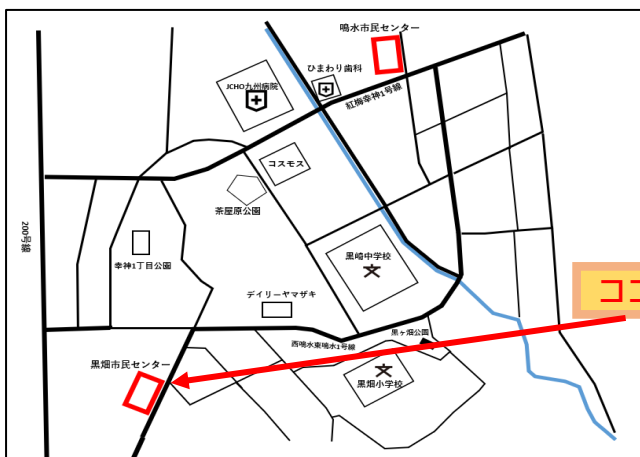 鳴水市民センター
ひまわり歯科
JCHO九州病院
紅梅幸神1号線
コスモス
茶屋原公園
200号線
幸神1丁目公園
黒崎中学校
デイリーヤマザキ
ココ
黒ヶ畑公園
西鳴水東鳴水1号線
黒畑市民センター
黒畑小学校